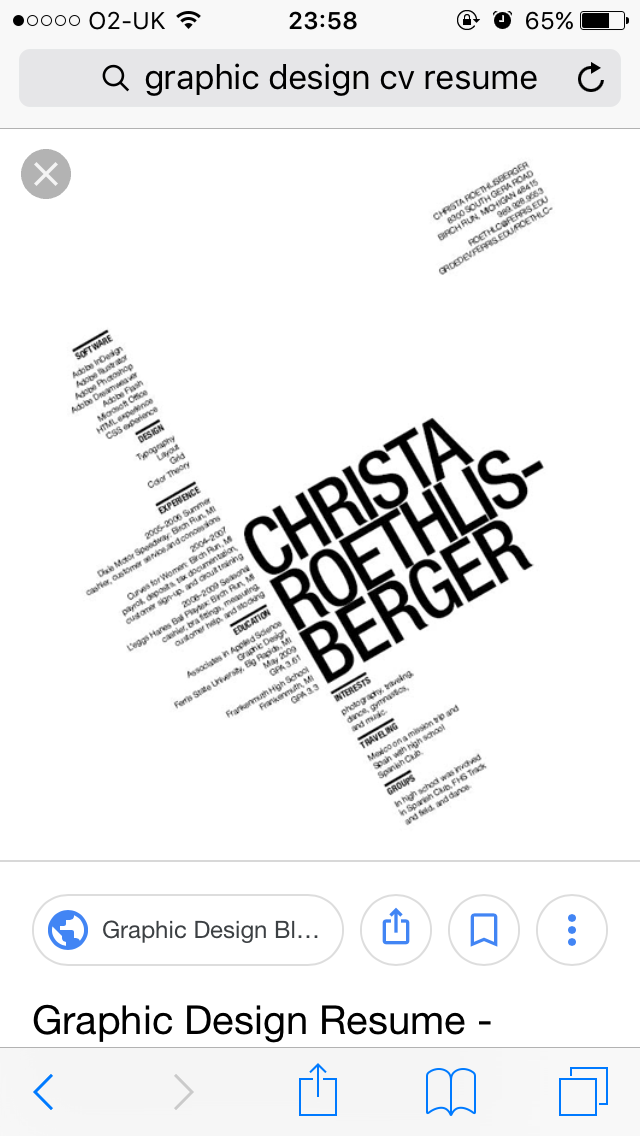 O2-UK
23:58
65%
graphic design cv resume
CHRISTA ROETHLISBERGER
8300 SOUTH GERA ROAD
BIRCH RUN, MICHIGAN 48415
989.928.9553
ROETHLC@FERRIS.EDU
GRDEDEV.FERRIS.EDU/ROETHLC-
SOFTWARE
Adobe InDesign
Adobe Illustrator
Adobe Photoshop
Adobe Dreamweaver
Adobe Flash
Microsoft Office
HTML experience
CSS experience
DESIGN
Typography
Layout
Grid
Color Theory
EXPERIENCE
2005-2006 Summer
Dixie Motor Speedway: Birch Run, MI
cashier, customer service,and concessions
2004-2007
Curves for Women: Birch Run, MI
payroll, deposits, tax documentation,
customer sign-up, and circuit training
2008-2009 Seasonal
L'eggs Hanes Bali Playtex: Birch Run, MI
cashier, bra fittings, measuring,
customer help, and stocking
EDUCATION
Associates in Applied Science
Graphic Design
Ferris State University, Big Rapids, MI
May 2009
GPA 3.61
Frankenmuth High School
Frankenmuth, MI
GPA 3.3
CHRISTA
ROETHLIS-
BERGER
INTERESTS
photography, traveling,
dance, gymnastics,
and music.
TRAVELING
Mexico on a mission trip and
Spain with high school
Spanish Club.
GROUPS
In high school was involved
in Spanish Club, FHS Track
and field, and dance.
Graphic Design Bl...
Graphic Design Resume -